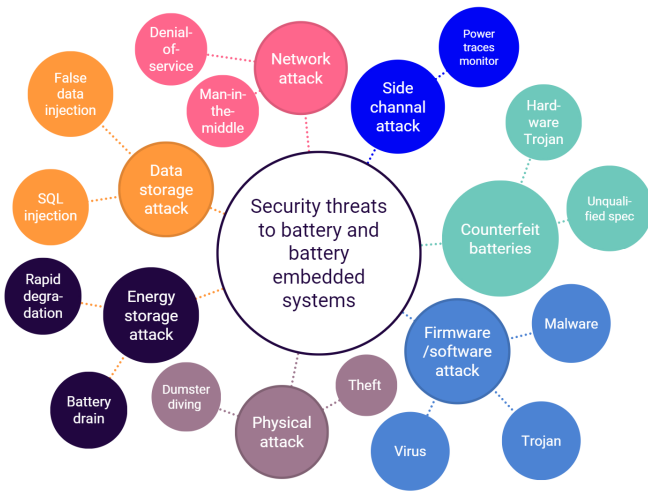 Security threats
to battery and
battery
embedded
systems
Network
attack
Denial-
of-
service
Man-in-
the-
middle
Side
channal
attack
Power
traces
monitor
Counterfeit
batteries
Hard-
ware
Trojan
Unquali-
fied spec
Firmware
/software
attack
Malware
Trojan
Virus
Physical
attack
Theft
Dumster
diving
Energy
storage
attack
Battery
drain
Rapid
degra-
dation
Data
storage
attack
SQL
injection
False
data
injection